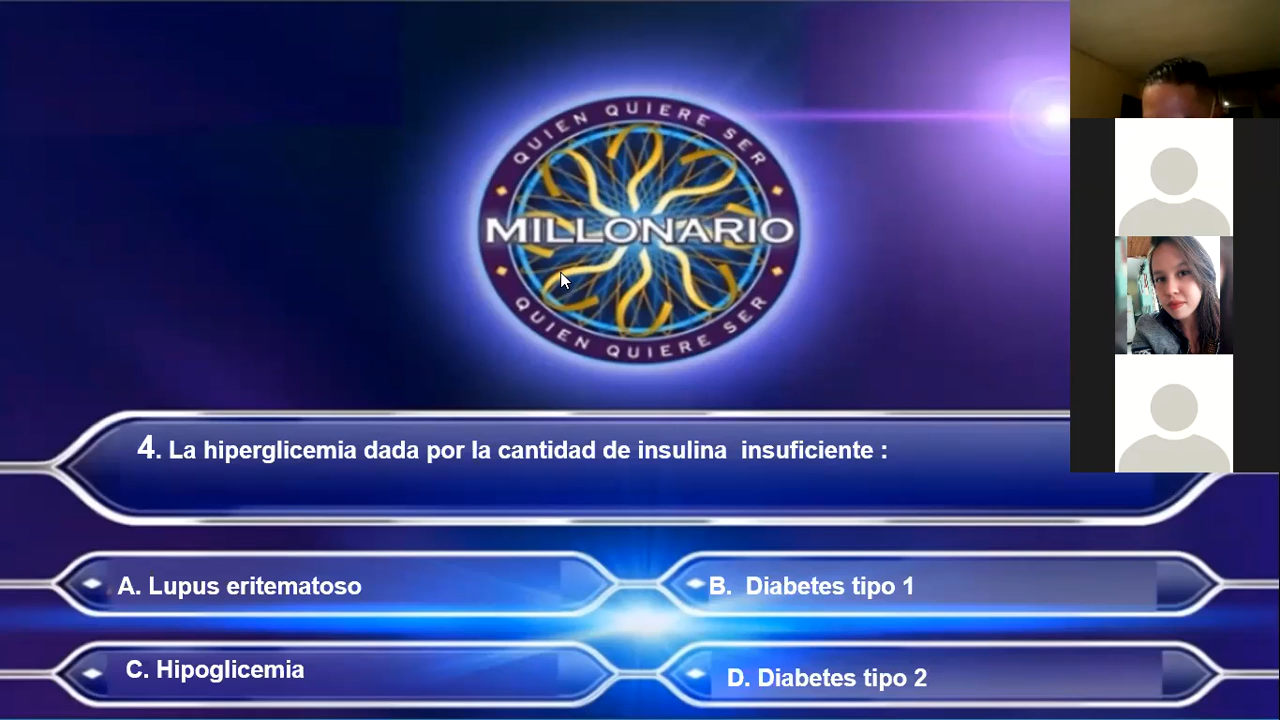 QUIEN QUIERE SER
MILLONARIO
QUIEN QUIERE SER
4. La hiperglicemia dada por la cantidad de insulina insuficiente :
A. Lupus eritematoso
B. Diabetes tipo 1
C. Hipoglicemia
D. Diabetes tipo 2